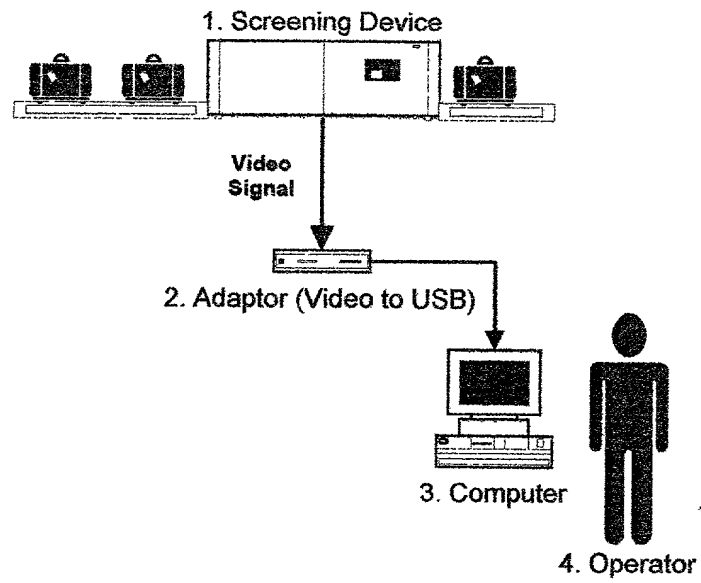 1. Screening Device
Video
Signal
2. Adaptor (Video to USB)
3. Computer
4. Operator